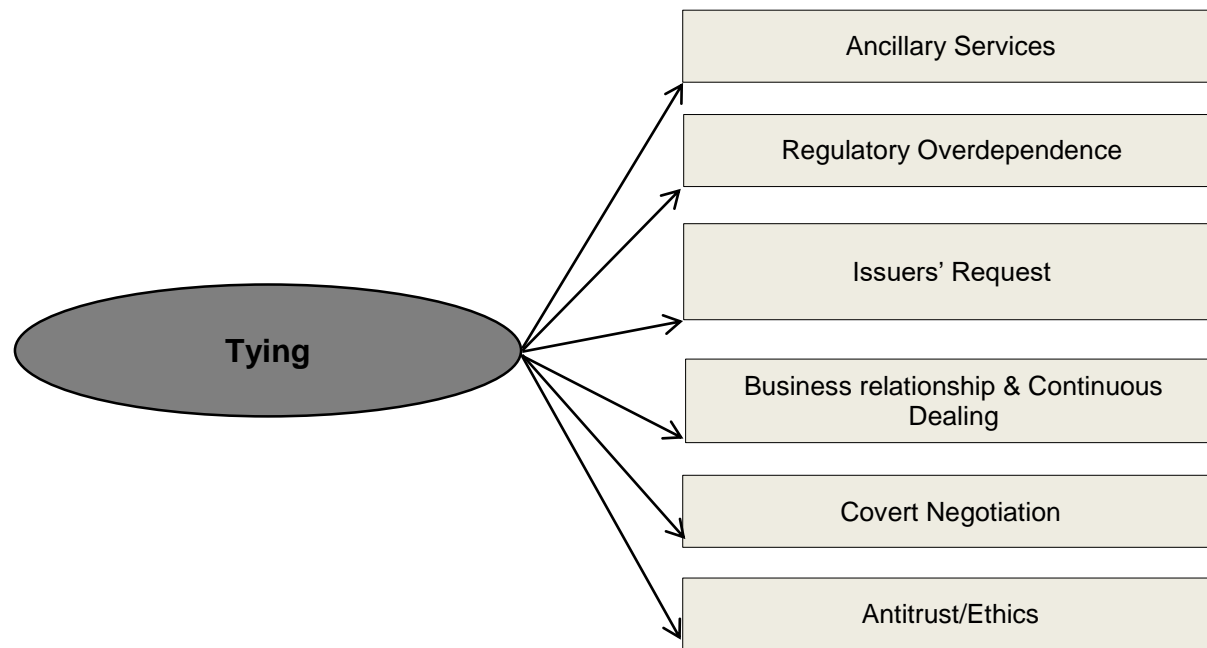 Ancillary Services
Regulatory Overdependence
Issuers’ Request
Tying
Business relationship & Continuous
Dealing
Covert Negotiation
Antitrust/Ethics